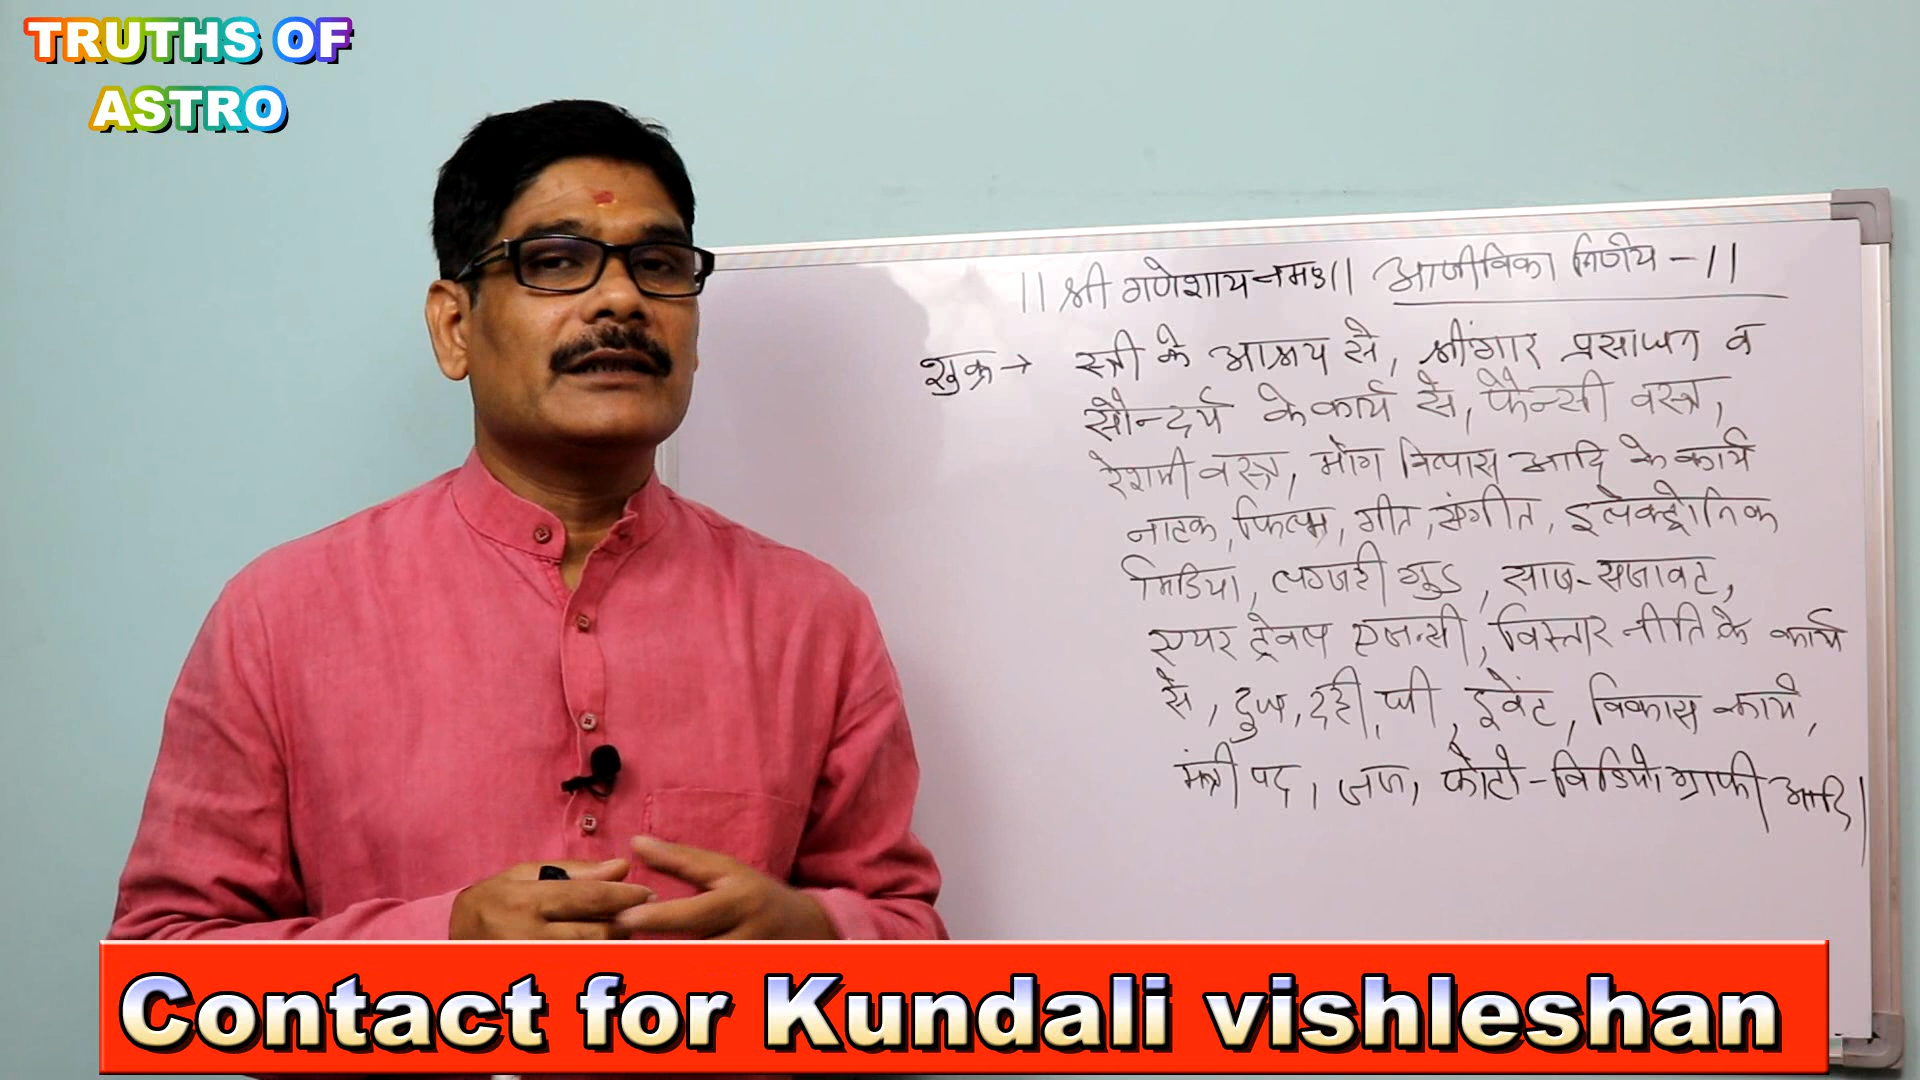 TRUTHS OF
ASTRO
|| श्री गणेशाय नमः || आजीविका निर्णय - ||
शुक्र → स्त्री के आश्रय से, श्रींगार प्रसाधन व
सौन्दर्य के कार्य से, फैन्सी वस्त्र,
रेशमी वस्त्र, भोग विलास आदि के कार्य
नाटक, फिल्म, गीत, संगीत, इलेक्ट्रोनिक
मिडिया, लग्जरी गुड, साज-सजावट,
एयर ट्रेवल एजन्सी, विस्तार नीति के कार्य
से, दुध, दही, घी, इवेंट, विकास कार्य,
मंत्री पद, जज, फोटो-विडियोग्राफी आदि|
Contact for Kundali vishleshan